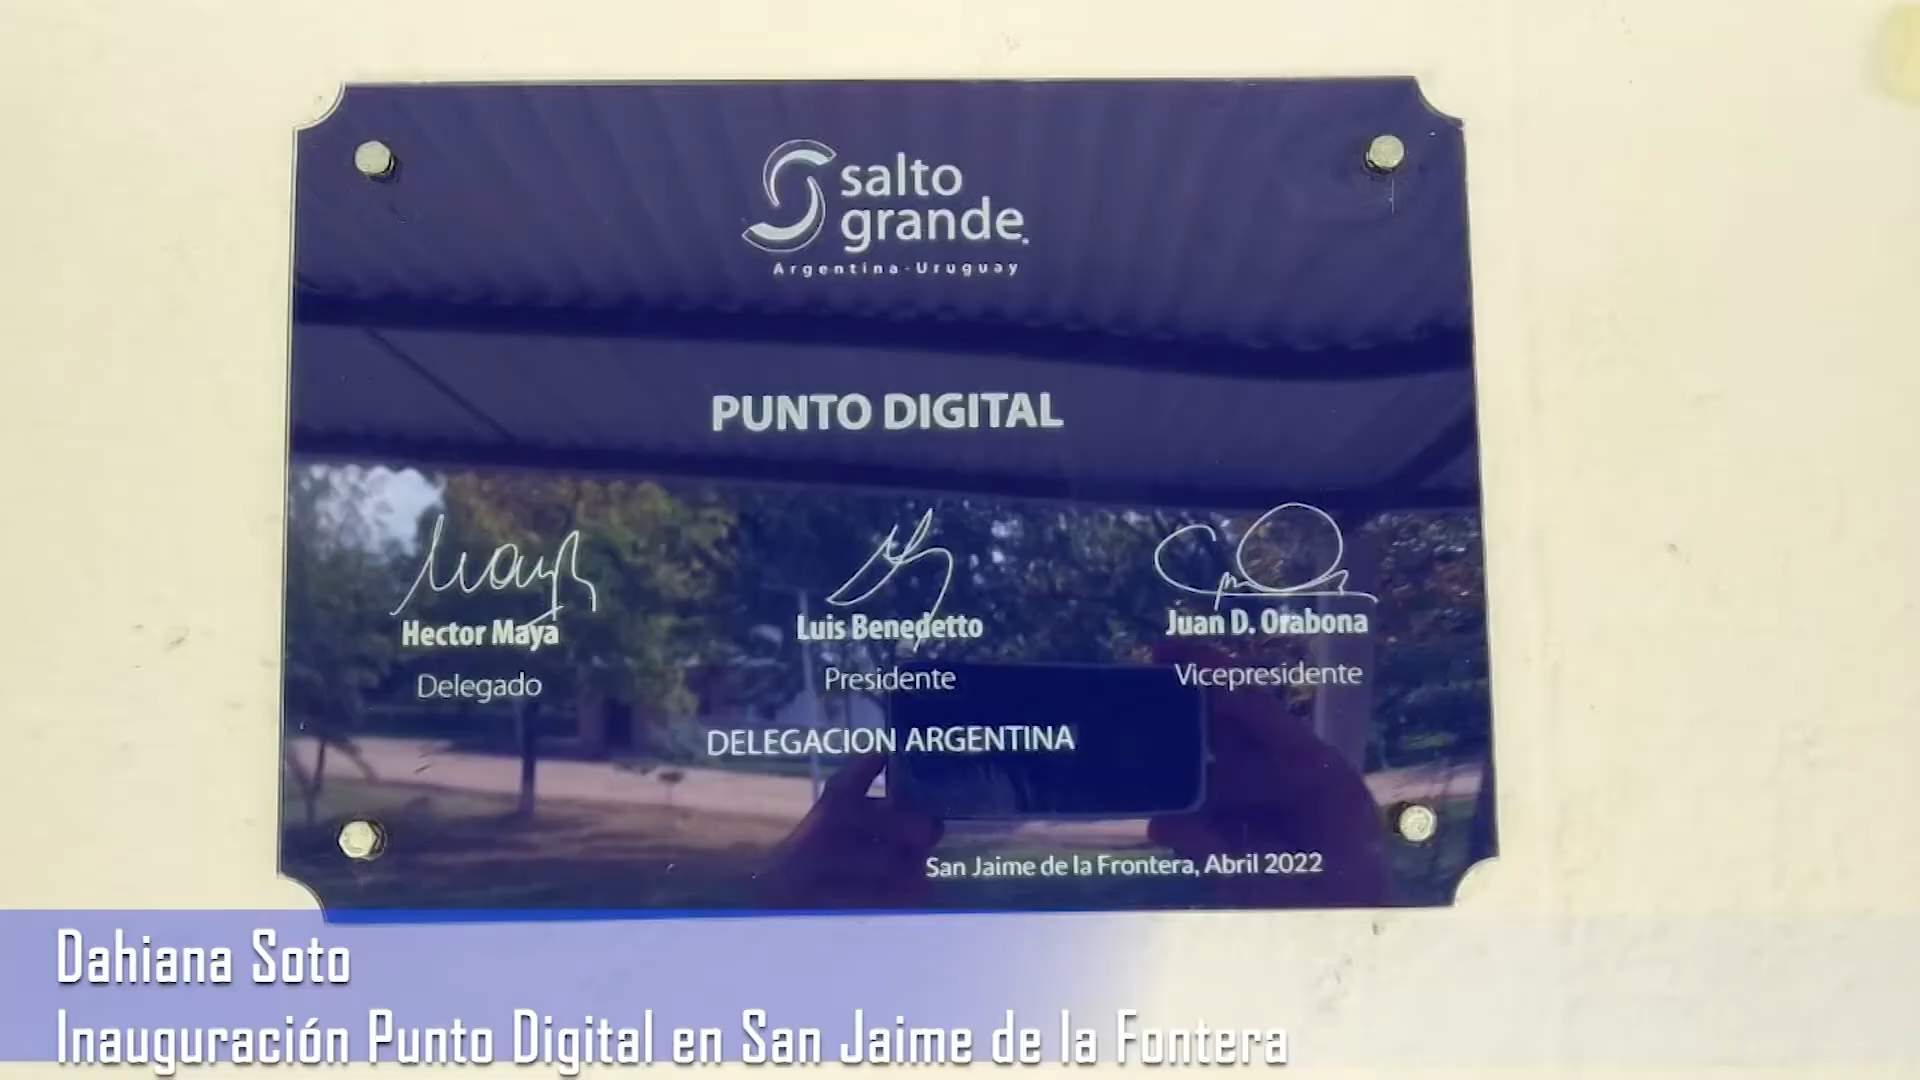 salto
grande.
Argentina-Uruguay
PUNTO DIGITAL
Hector Maya
Delegado
Luis Benedetto
Presidente
Juan D. Orabona
Vicepresidente
DELEGACION ARGENTINA
San Jaime de la Frontera, Abril 2022
Dahiana Soto
Inauguración Punto Digital en San Jaime de la Fontera